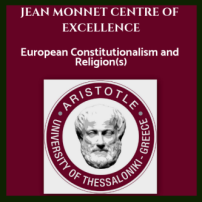 JEAN MONNET CENTRE OF
EXCELLENCE
European Constitutionalism and
Religion(s)
ARISTOTLE
UNIVERSITY OF THESSALONIKI - GREECE